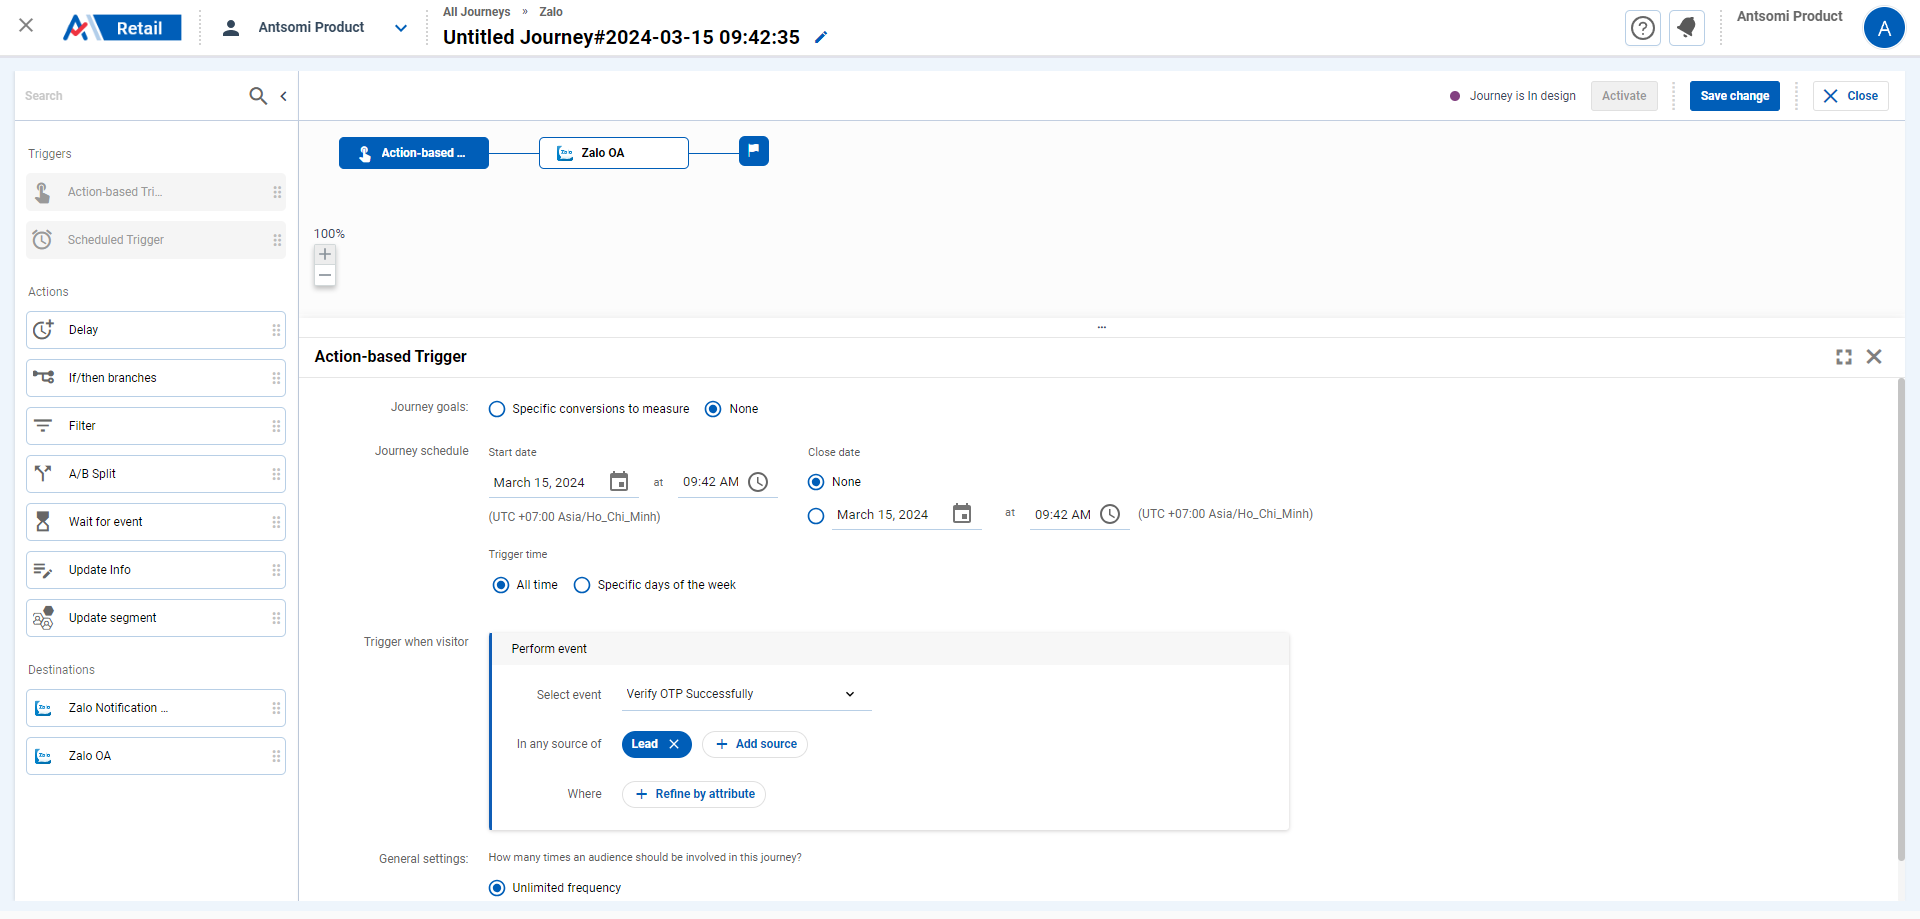 Retail
Antsomi Product
All Journeys » Zalo
Untitled Journey#2024-03-15 09:42:35
Antsomi Product
A
Search
Journey is In design
Activate
Save change
Close
Triggers
Action-based Tri...
Scheduled Trigger
Actions
Delay
If/then branches
Filter
A/B Split
Wait for event
Update Info
Update segment
Destinations
Zalo Notification ...
Zalo OA
Action-based ...
Zalo OA
100%
Action-based Trigger
Journey goals:
Specific conversions to measure
None
Journey schedule
Start date
March 15, 2024
at
09:42 AM
(UTC +07:00 Asia/Ho_Chi_Minh)
Close date
None
March 15, 2024
at
09:42 AM
(UTC +07:00 Asia/Ho_Chi_Minh)
Trigger time
All time
Specific days of the week
Trigger when visitor
Perform event
Select event
Verify OTP Successfully
In any source of
Lead
Add source
Where
Refine by attribute
General settings:
How many times an audience should be involved in this journey?
Unlimited frequency